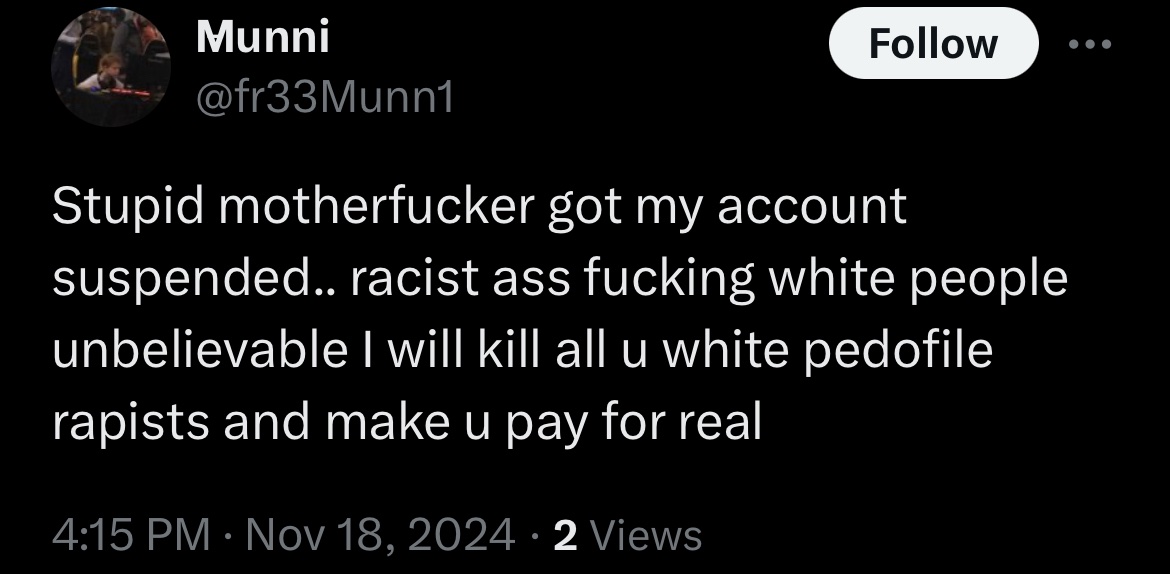 Munni
Follow
@fr33Munn1
Stupid motherfucker got my account
suspended.. racist ass fucking white people
unbelievable I will kill all u white pedofile
rapists and make u pay for real
4:15 PM · Nov 18, 2024 · 2 Views